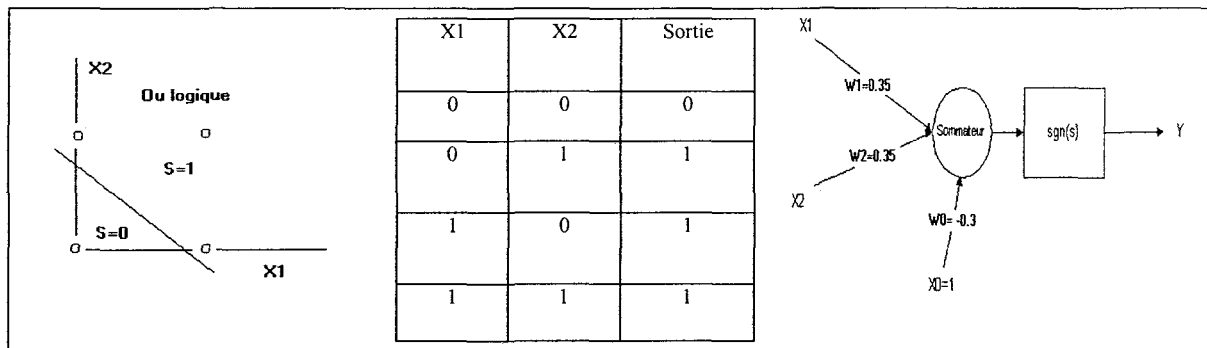 X2
Ou logique
S=1
S=0
X1
X1 X2 Sortie
0 0 0
0 1 1
1 0 1
1 1 1
X1
W1=0.35
Sommateur
sgn(s)
Y
W2=0.35
X2
W0= -0.3
X0=1